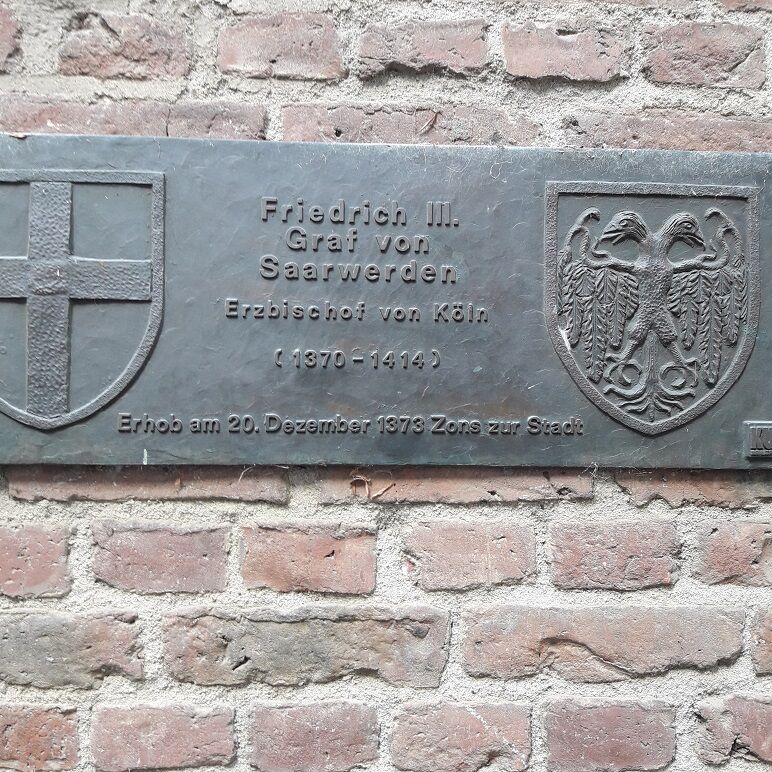 Friedrich III.
Graf von
Saarwerden
Erzbischof von Köln
(1370-1414)
Erhob am 20. Dezember 1373 Zons zur Stadt